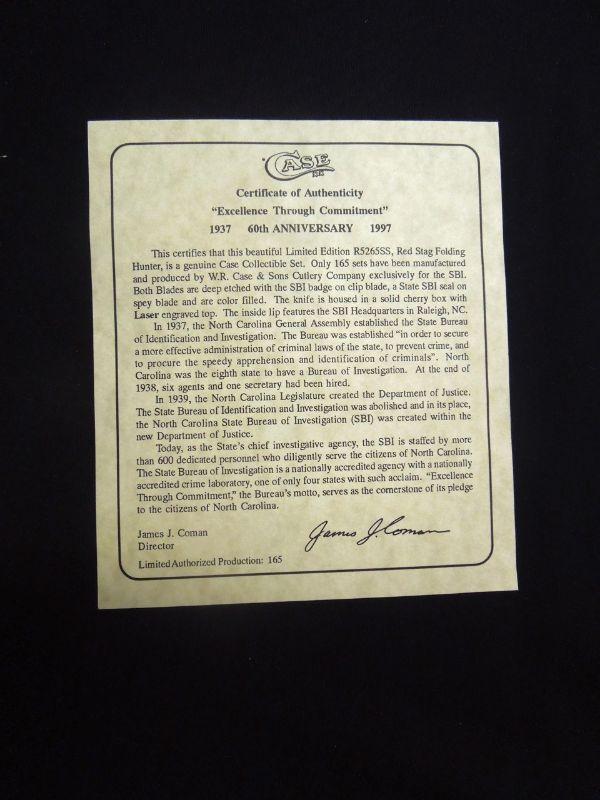 CASE
XX
Certificate of Authenticity
"Excellence Through Commitment"
1937 60th ANNIVERSARY 1997
This certifies that this beautiful Limited Edition R5265SS, Red Stag Folding
Hunter, is a genuine Case Collectible Set. Only 165 sets have been manufactured
and produced by W.R. Case & Sons Cutlery Company exclusively for the SBI.
Both Blades are deep etched with the SBI badge on clip blade, a State SBI seal on
spey blade and are color filled. The knife is housed in a solid cherry box with
Laser engraved top. The inside lip features the SBI Headquarters in Raleigh, NC.
In 1937, the North Carolina General Assembly established the State Bureau
of Identification and Investigation. The Bureau was established "in order to secure
a more effective administration of criminal laws of the state, to prevent crime, and
to procure the speedy apprehension and identification of criminals". North
Carolina was the eighth state to have a Bureau of Investigation. At the end of
1938, six agents and one secretary had been hired.
In 1939, the North Carolina Legislature created the Department of Justice.
The State Bureau of Identification and Investigation was abolished and in its place,
the North Carolina State Bureau of Investigation (SBI) was created within the
new Department of Justice.
Today, as the State's chief investigative agency, the SBI is staffed by more
than 600 dedicated personnel who diligently serve the citizens of North Carolina.
The State Bureau of Investigation is a nationally accredited agency with a nationally
accredited crime laboratory, one of only four states with such acclaim. "Excellence
Through Commitment," the Bureau's motto, serves as the cornerstone of its pledge
to the citizens of North Carolina.
James J. Coman
Director
James J. Coman
Limited Authorized Production: 165